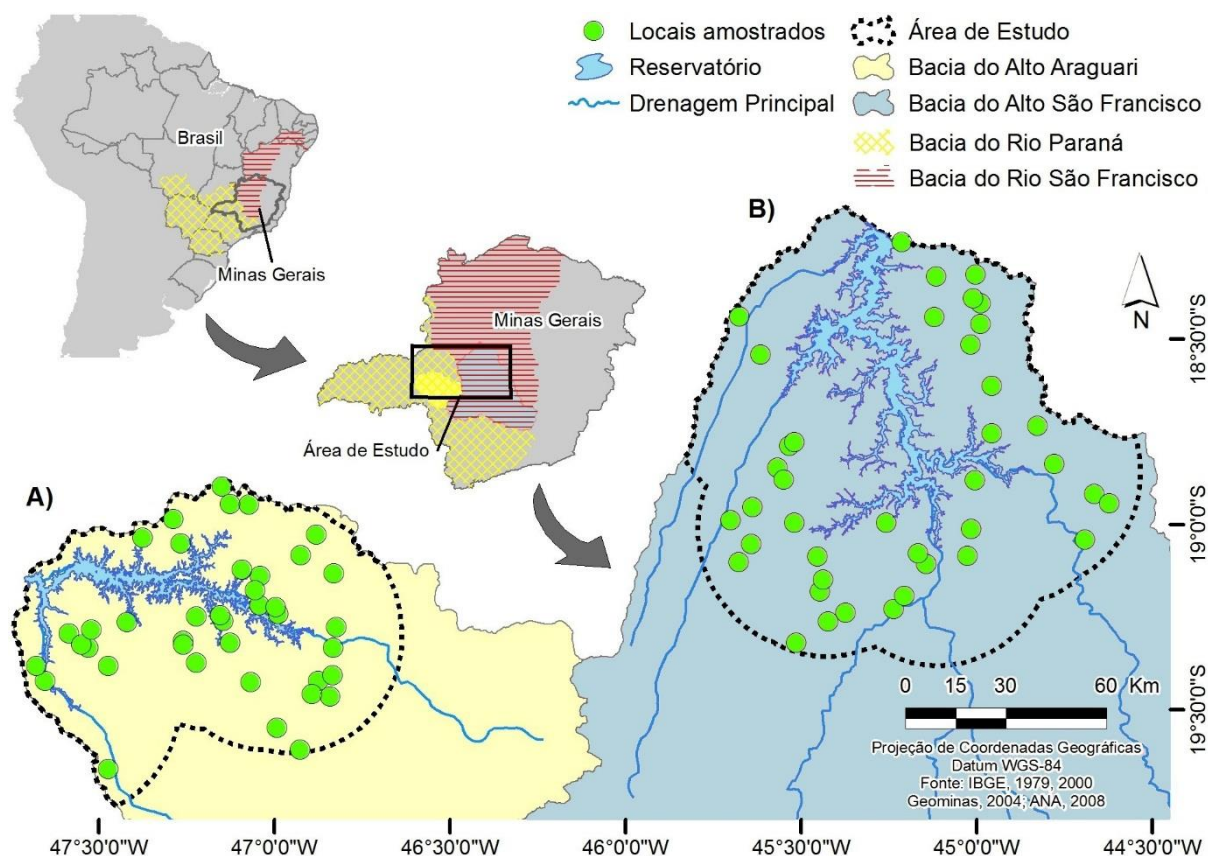 Locais amostrados
Reservatório
Drenagem Principal
Área de Estudo
Bacia do Alto Araguari
Bacia do Alto São Francisco
Bacia do Rio Paraná
Bacia do Rio São Francisco
Brasil
Minas Gerais
Minas Gerais
Área de Estudo
A)
B)
N
18°30'0"S
19°0'0"S
19°30'0"S
0 15 30 60 Km
Projeção de Coordenadas Geográficas
Datum WGS-84
Fonte: IBGE, 1979, 2000
Geominas, 2004; ANA, 2008
47°30'0"W 47°0'0"W 46°30'0"W 46°0'0"W 45°30'0"W 45°0'0"W 44°30'0"W